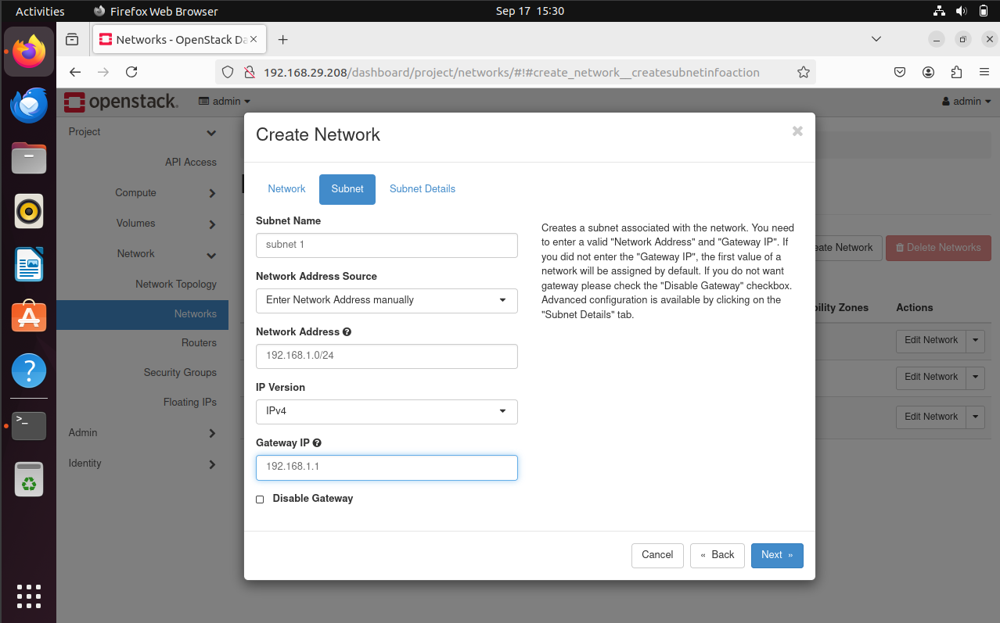 Activities
Firefox Web Browser
Sep 17 15:30
Networks - OpenStack Da
192.168.29.208/dashboard/project/networks/#!#create_network__createsubnetinfoaction
openstack.
admin
admin
Project
API Access
Compute
Volumes
Network
Network Topology
Networks
Routers
Security Groups
Floating IPs
Admin
Identity
Create Network
Network
Subnet
Subnet Details
Subnet Name
subnet 1
Network Address Source
Enter Network Address manually
Network Address
192.168.1.0/24
IP Version
IPv4
Gateway IP
192.168.1.1
Disable Gateway
Creates a subnet associated with the network. You need
to enter a valid "Network Address" and "Gateway IP". If
you did not enter the "Gateway IP", the first value of a
network will be assigned by default. If you do not want
gateway please check the "Disable Gateway" checkbox.
Advanced configuration is available by clicking on the
"Subnet Details" tab.
Cancel
« Back
Next »
eate Network
Delete Networks
bility Zones
Actions
Edit Network
Edit Network
Edit Network